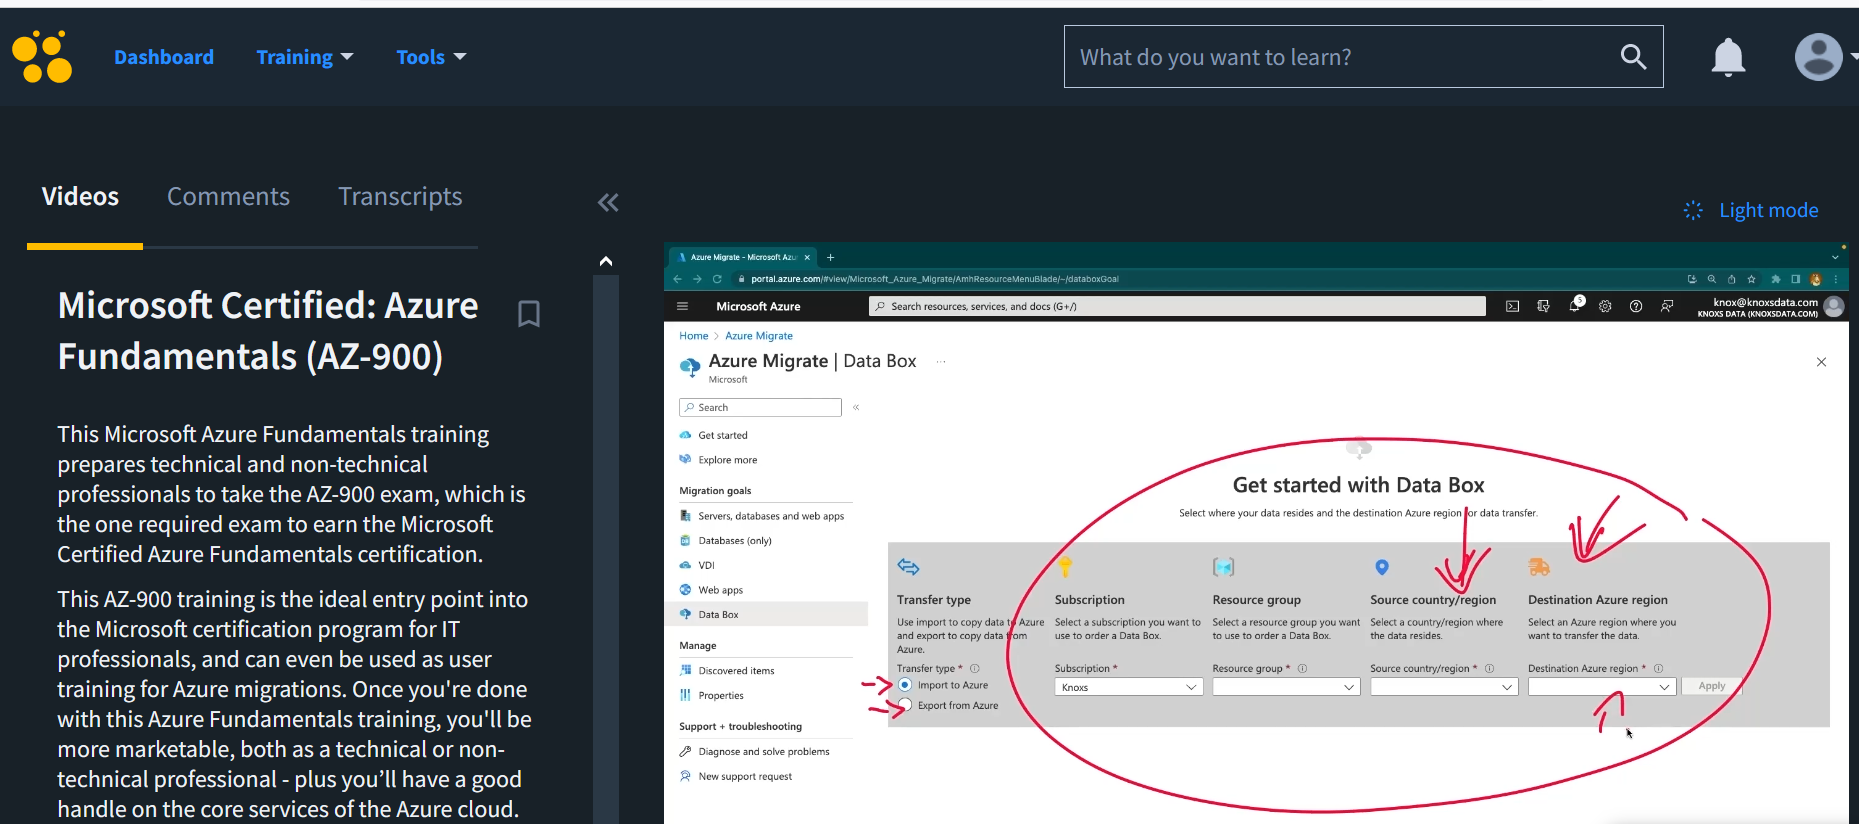 Dashboard
Training
Tools
What do you want to learn?
Videos
Comments
Transcripts
Light mode
Microsoft Certified: Azure
Fundamentals (AZ-900)
This Microsoft Azure Fundamentals training
prepares technical and non-technical
professionals to take the AZ-900 exam, which is
the one required exam to earn the Microsoft
Certified Azure Fundamentals certification.
This AZ-900 training is the ideal entry point into
the Microsoft certification program for IT
professionals, and can even be used as user
training for Azure migrations. Once you're done
with this Azure Fundamentals training, you'll be
more marketable, both as a technical or non-
technical professional - plus you’ll have a good
handle on the core services of the Azure cloud.
Azure Migrate - Microsoft Azu
portal.azure.com/#view/Microsoft_Azure_Migrate/AmhResourceMenuBlade/~/databoxGoal
Microsoft Azure
Search resources, services, and docs (G+/)
5
knox@knoxsdata.com
KNOXS DATA (KNOXSDATA.COM)
Home > Azure Migrate
Azure Migrate | Data Box ...
Microsoft
Search
Get started
Explore more
Migration goals
Servers, databases and web apps
Databases (only)
VDI
Web apps
Data Box
Manage
Discovered items
Properties
Support + troubleshooting
Diagnose and solve problems
New support request
Get started with Data Box
Select where your data resides and the destination Azure region for data transfer.
Transfer type
Use import to copy data to Azure
and export to copy data from
Azure.
Transfer type *
Import to Azure
Export from Azure
Subscription
Select a subscription you want to
use to order a Data Box.
Subscription *
Knoxs
Resource group
Select a resource group you want
to use to order a Data Box.
Resource group *
Source country/region
Select a country/region where
the data resides.
Source country/region *
Destination Azure region
Select an Azure region where you
want to transfer the data.
Destination Azure region *
Apply